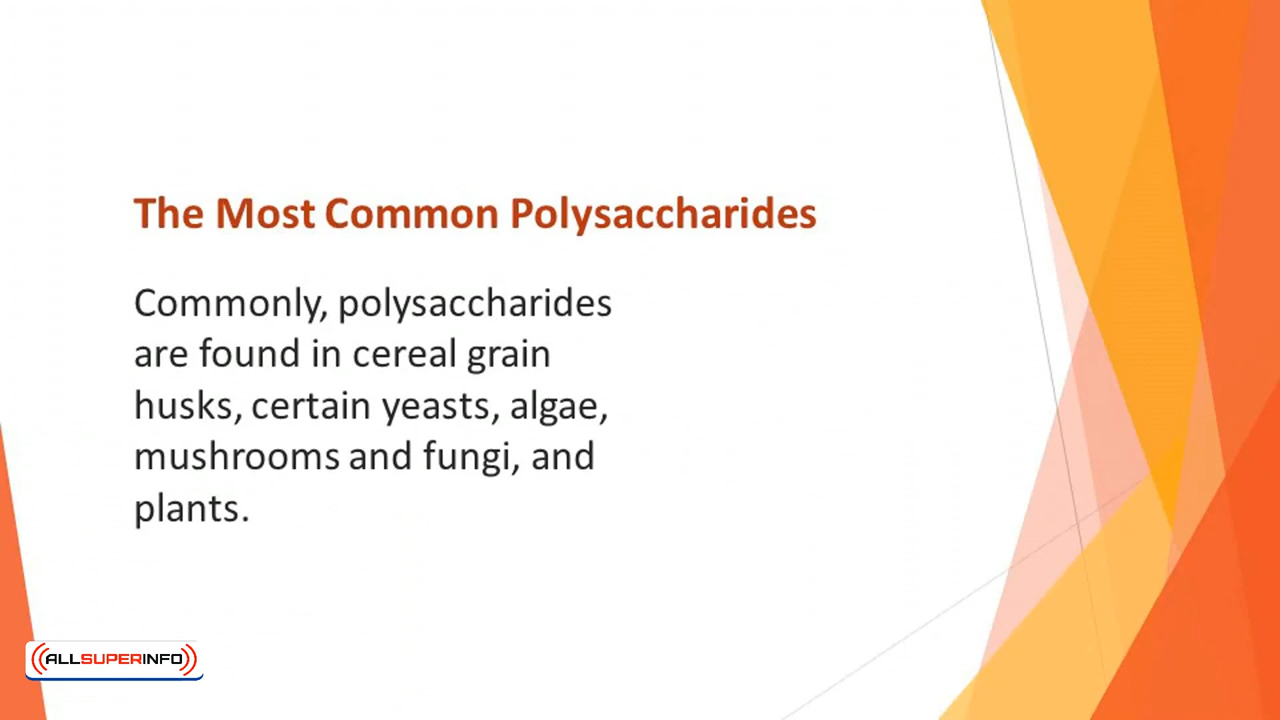 The Most Common Polysaccharides
Commonly, polysaccharides
are found in cereal grain
husks, certain yeasts, algae,
mushrooms and fungi, and
plants.
ALLSUPERINFO